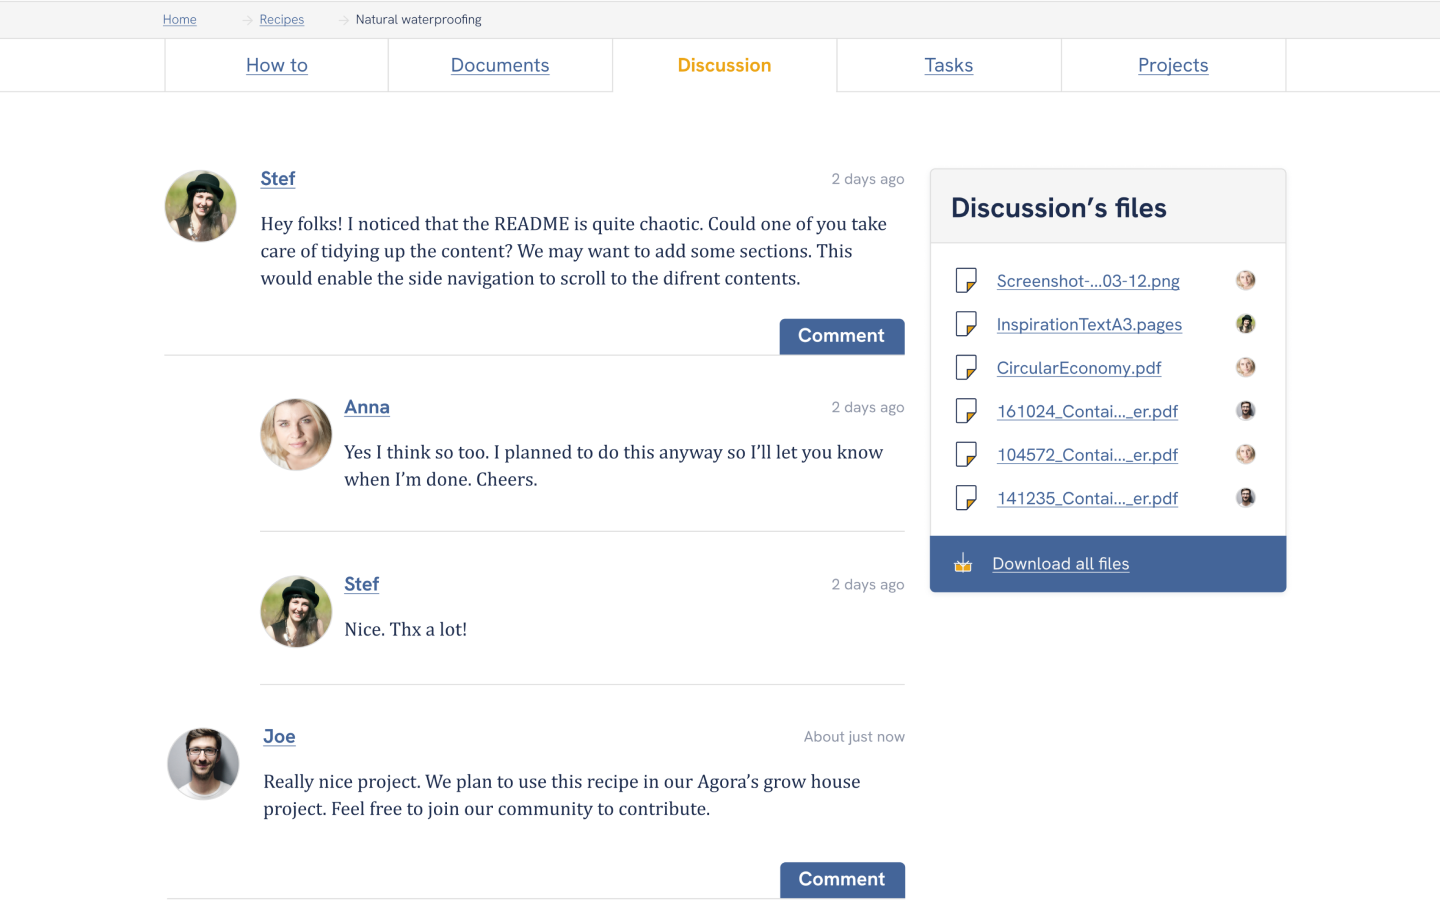 Home → Recipes → Natural waterproofing
How to
Documents
Discussion
Tasks
Projects
Stef
2 days ago
Hey folks! I noticed that the README is quite chaotic. Could one of you take
care of tidying up the content? We may want to add some sections. This
would enable the side navigation to scroll to the difrent contents.
Comment
Anna
2 days ago
Yes I think so too. I planned to do this anyway so I’ll let you know
when I’m done. Cheers.
Stef
2 days ago
Nice. Thx a lot!
Joe
About just now
Really nice project. We plan to use this recipe in our Agora’s grow house
project. Feel free to join our community to contribute.
Comment
Discussion’s files
Screenshot-...03-12.png
InspirationTextA3.pages
CircularEconomy.pdf
161024_Contai..._er.pdf
104572_Contai..._er.pdf
141235_Contai..._er.pdf
Download all files